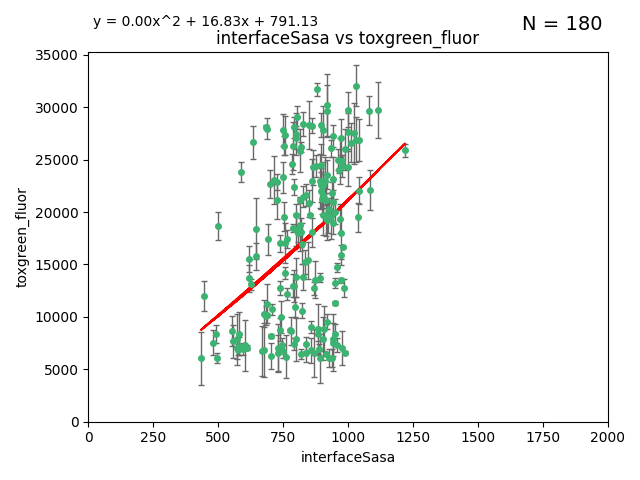 y = 0.00x^2 + 16.83x + 791.13
N = 180
interfaceSasa vs toxgreen_fluor
35000
30000
25000
20000
15000
10000
5000
0
toxgreen_fluor
0 250 500 750 1000 1250 1500 1750 2000
interfaceSasa